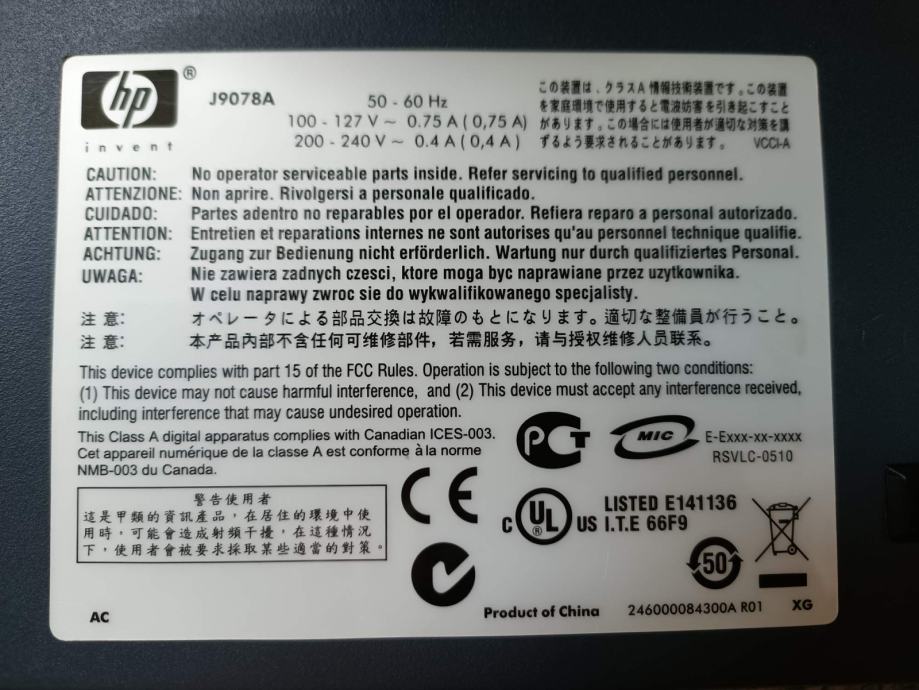 hp®
invent
J9078A
50 - 60 Hz
100 - 127 V ~ 0.75 A ( 0,75 A)
200 - 240 V ~ 0.4 A ( 0,4 A )
この装置は、クラスA 情報技術装置です。この装置
を家庭環境で使用すると電波妨害を引き起こすこと
があります。この場合には使用者が適切な対策を講
ずるよう要求されることがあります。 VCCI-A
CAUTION: No operator serviceable parts inside. Refer servicing to qualified personnel.
ATTENZIONE: Non aprire. Rivolgersi a personale qualificado.
CUIDADO: Partes adentro no reparables por el operador. Refiera reparo a personal autorizado.
ATTENTION: Entretien et reparations internes ne sont autorises qu'au personnel technique qualifie.
ACHTUNG: Zugang zur Bedienung nicht erförderlich. Wartung nur durch qualifiziertes Personal.
UWAGA: Nie zawiera zadnych czesci, ktore moga byc naprawiane przez uzytkownika.
W celu naprawy zwroc sie do wykwalifikowanego specjalisty.
注 意: オペレータによる部品交換は故障のもとになります。適切な整備員が行うこと。
注 意: 本产品内部不含任何可维修部件，若需服务，请与授权维修人员联系。
This device complies with part 15 of the FCC Rules. Operation is subject to the following two conditions:
(1) This device may not cause harmful interference, and (2) This device must accept any interference received,
including interference that may cause undesired operation.
This Class A digital apparatus complies with Canadian ICES-003.
Cet appareil numérique de la classe A est conforme à la norme
NMB-003 du Canada.
PCT
MIC
E-Exxx-xx-xxxx
RSVLC-0510
警告使用者
這是甲類的資訊產品，在居住的環境中使
用時，可能會造成射頻干擾，在這種情況
下，使用者會被要求採取某些適當的對策。
CE
C UL US
LISTED E141136
I.T.E 66F9
50
AC
Product of China
246000084300A R01
XG